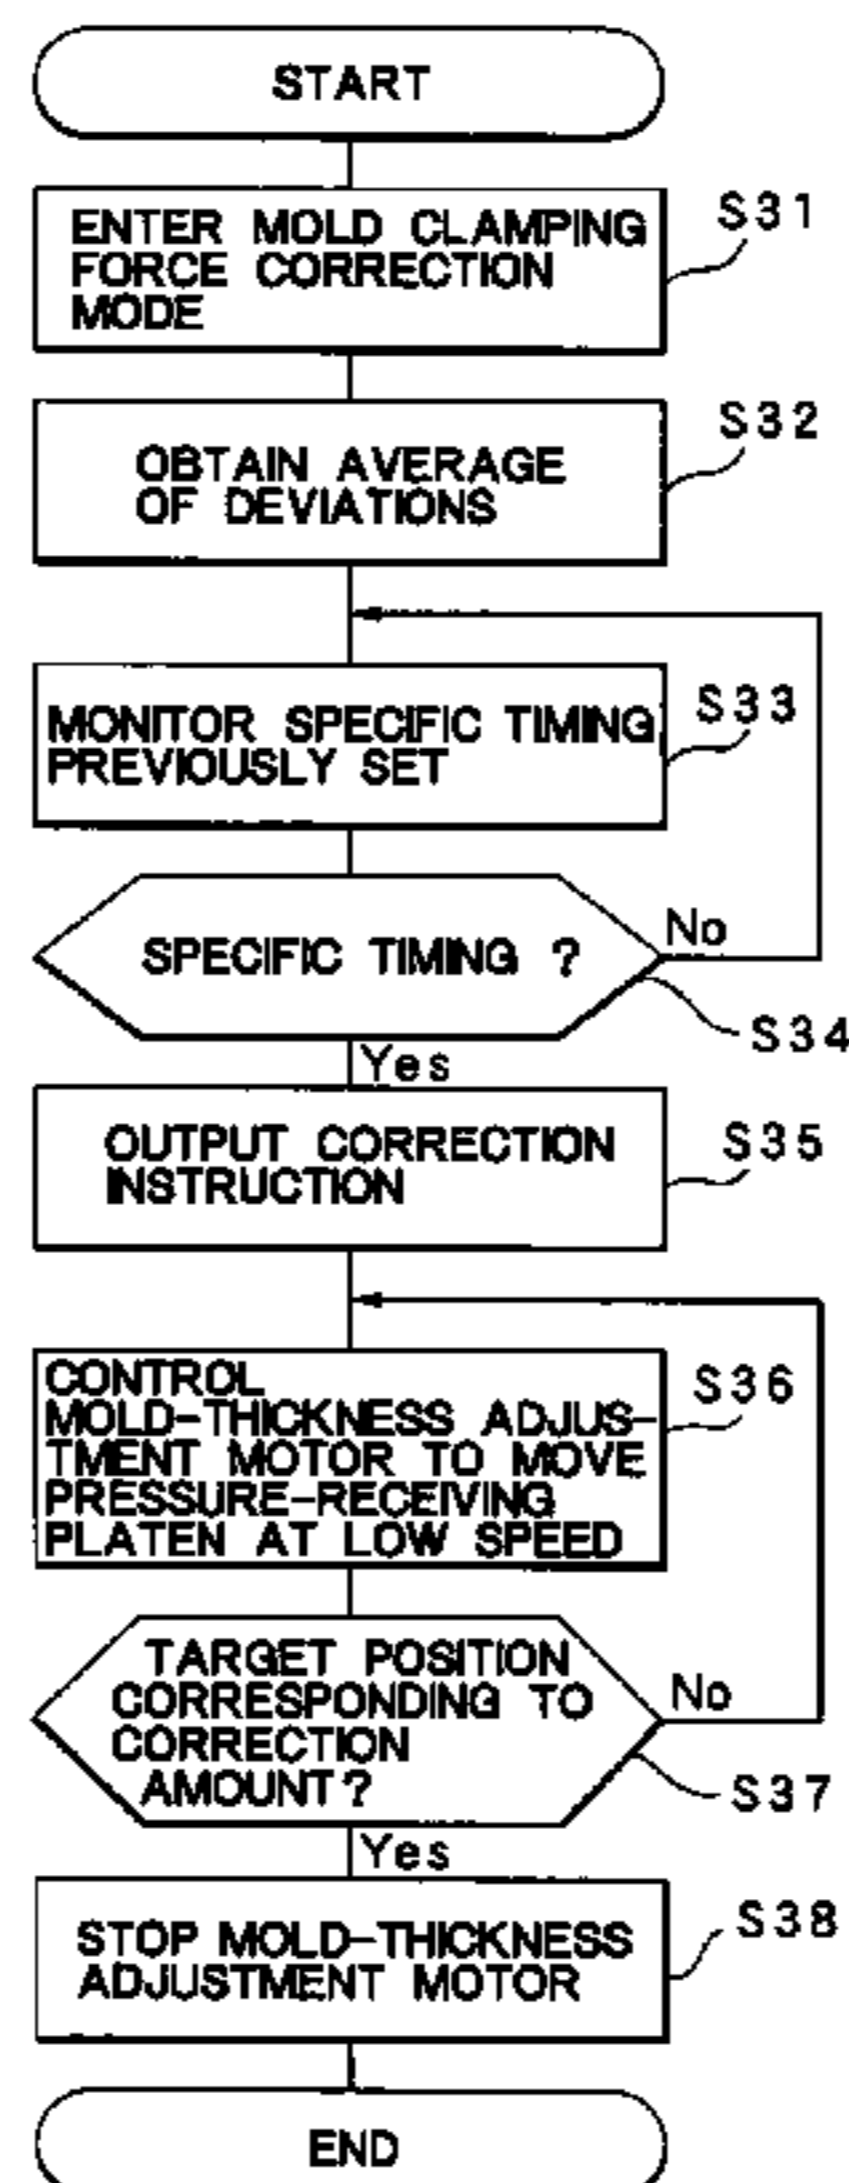 START
ENTER MOLD CLAMPING
FORCE CORRECTION
MODE
S31
OBTAIN AVERAGE
OF DEVIATIONS
S32
MONITOR SPECIFIC TIMING
PREVIOUSLY SET
S33
SPECIFIC TIMING ?
No
S34
Yes
OUTPUT CORRECTION
INSTRUCTION
S35
CONTROL
MOLD-THICKNESS ADJUS-
TMENT MOTOR TO MOVE
PRESSURE-RECEIVING
PLATEN AT LOW SPEED
S36
TARGET POSITION
CORRESPONDING TO
CORRECTION
AMOUNT?
No
S37
Yes
STOP MOLD-THICKNESS
ADJUSTMENT MOTOR
S38
END